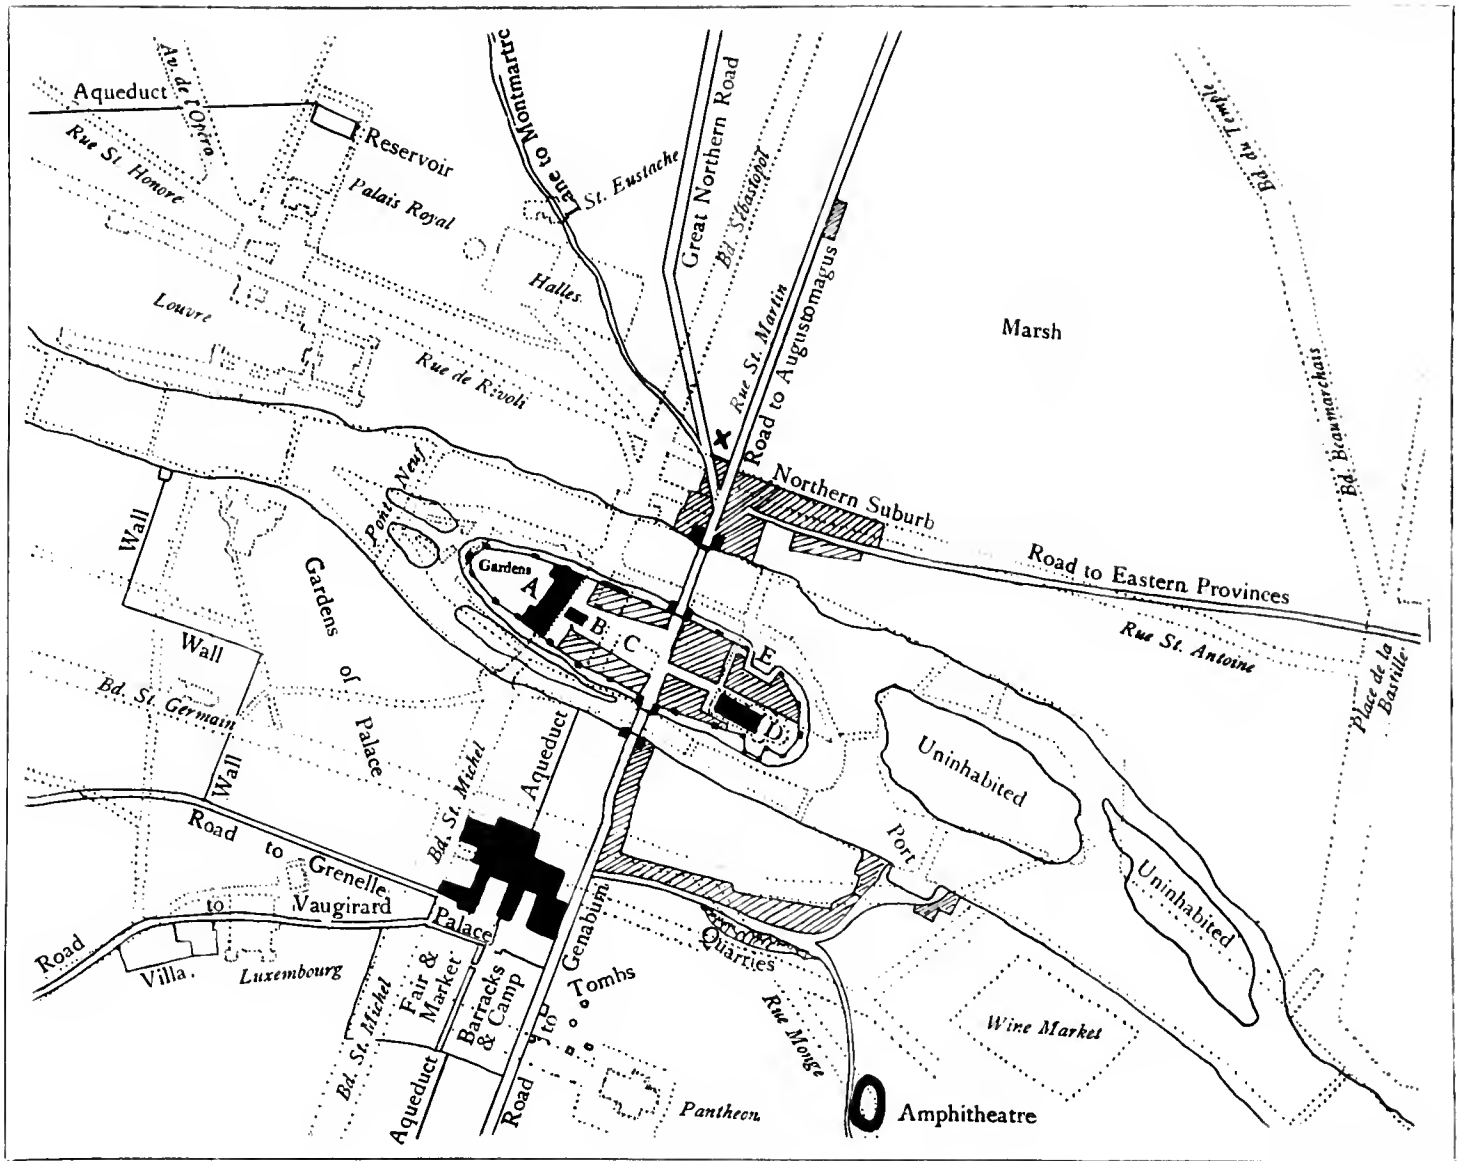 Aqueduct
Av. de l'Opéra
Rue St. Honore
Reservoir
Palais Royal
Louvre
Lane to Montmartre
St. Eustache
Halles
Rue de Rivoli
Great Northern Road
Bd. Sébastopol
Rue St. Martin
Road to Augustomagus
Marsh
Bd. du Temple
Bd. Beaumarchais
Northern Suburb
Road to Eastern Provinces
Rue St. Antoine
Place de la
Bastille
Pont Neuf
Wall
Wall
Wall
Gardens of Palace
Bd. St. Germain
Gardens
A
B
C
D
E
Uninhabited
Uninhabited
Port
Aqueduct
Bd. St. Michel
Road to Grenelle
Road to Vaugirard
Villa.
Luxembourg
Palace
Fair &
Market
Barracks
& Camp
Bd. St. Michel
Aqueduct
Road to Genabum
Tombs
Quarries
Rue Monge
Wine Market
Pantheon
Amphitheatre